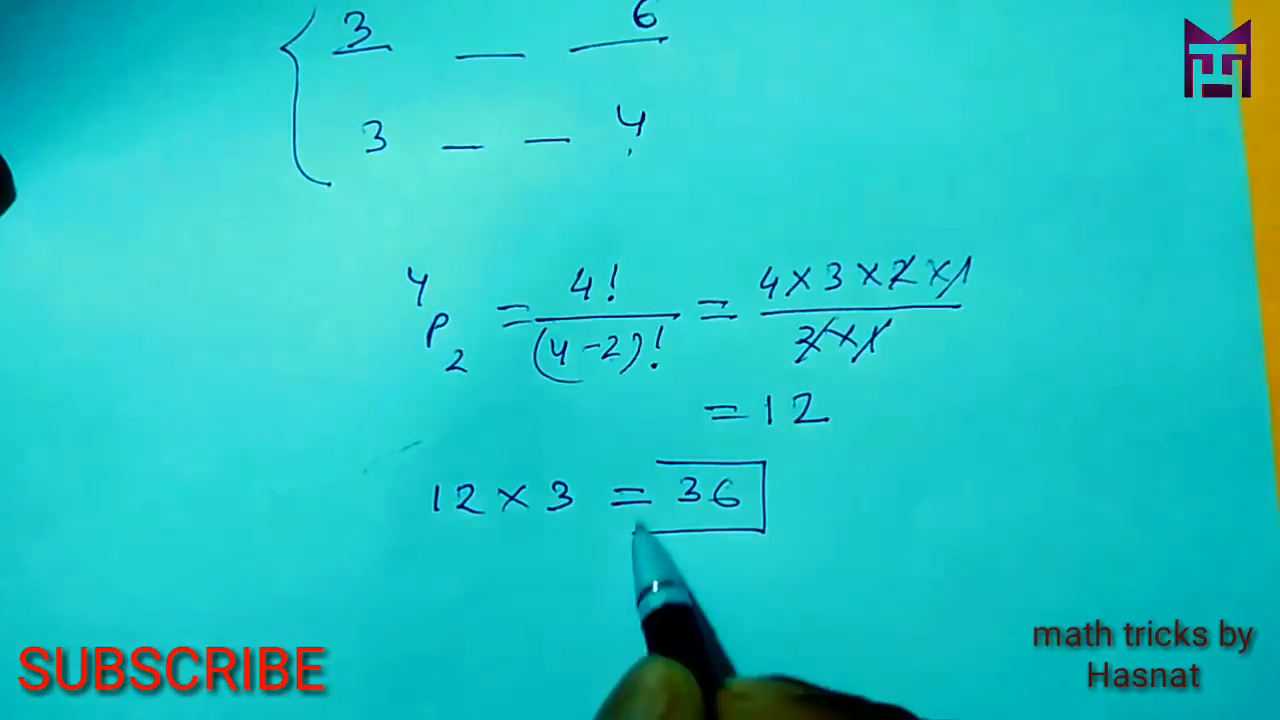 3 __ 6
3 _ _ 4
4P2 = 4! / (4-2)! = 4×3×2×1 / 2×1
= 12
12 × 3 = 36
SUBSCRIBE
math tricks by
Hasnat